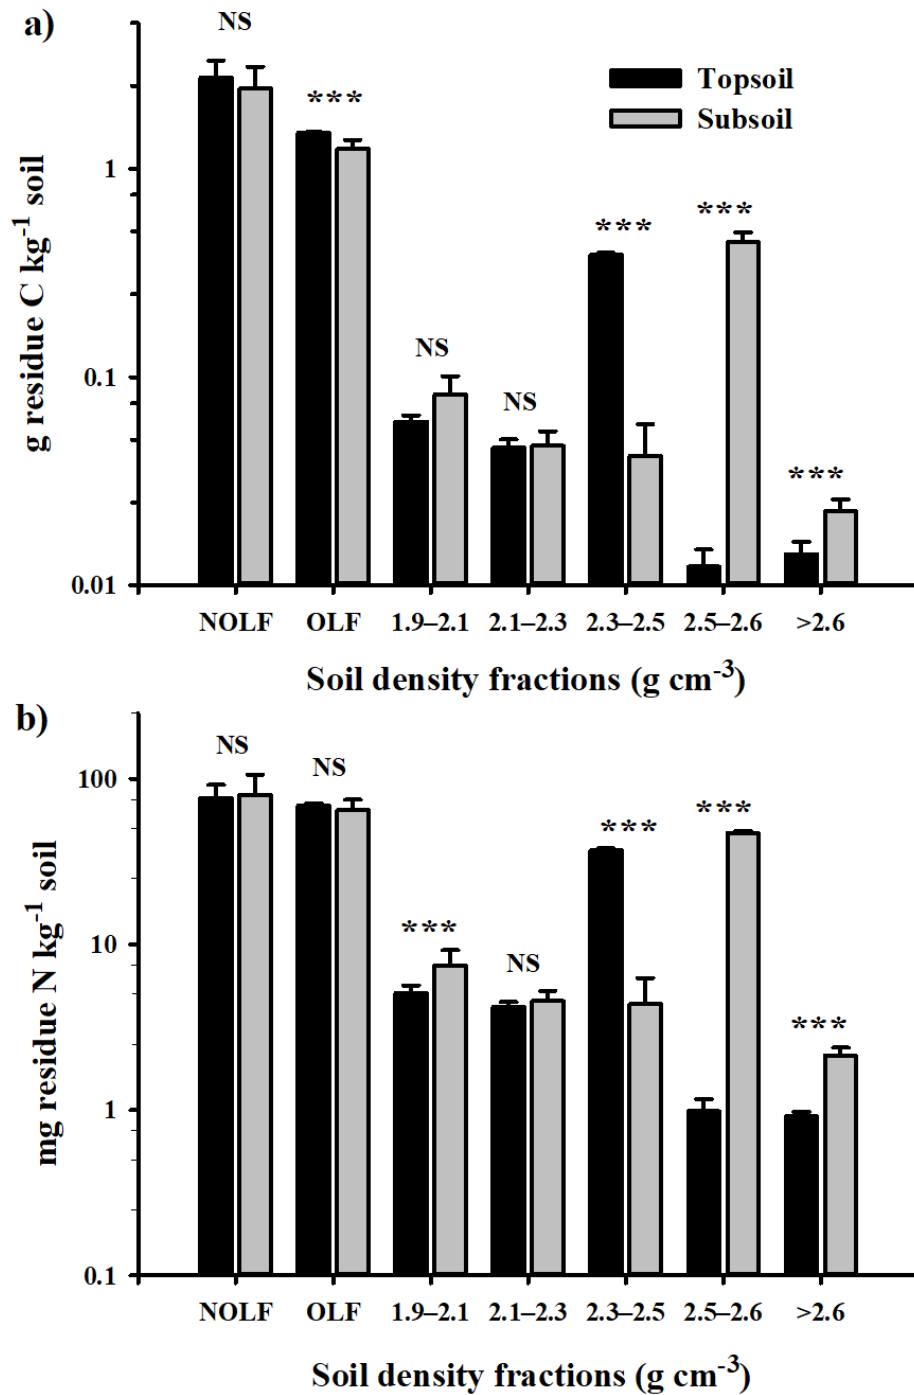 a)
NS
***
Topsoil
Subsoil
1
***
***
NS
0.1
NS
***
0.01
g residue C kg⁻¹ soil
NOLF OLF 1.9–2.1 2.1–2.3 2.3–2.5 2.5–2.6 >2.6
Soil density fractions (g cm⁻³)
b)
NS
NS
100
***
***
***
10
NS
***
1
0.1
mg residue N kg⁻¹ soil
NOLF OLF 1.9–2.1 2.1–2.3 2.3–2.5 2.5–2.6 >2.6
Soil density fractions (g cm⁻³)